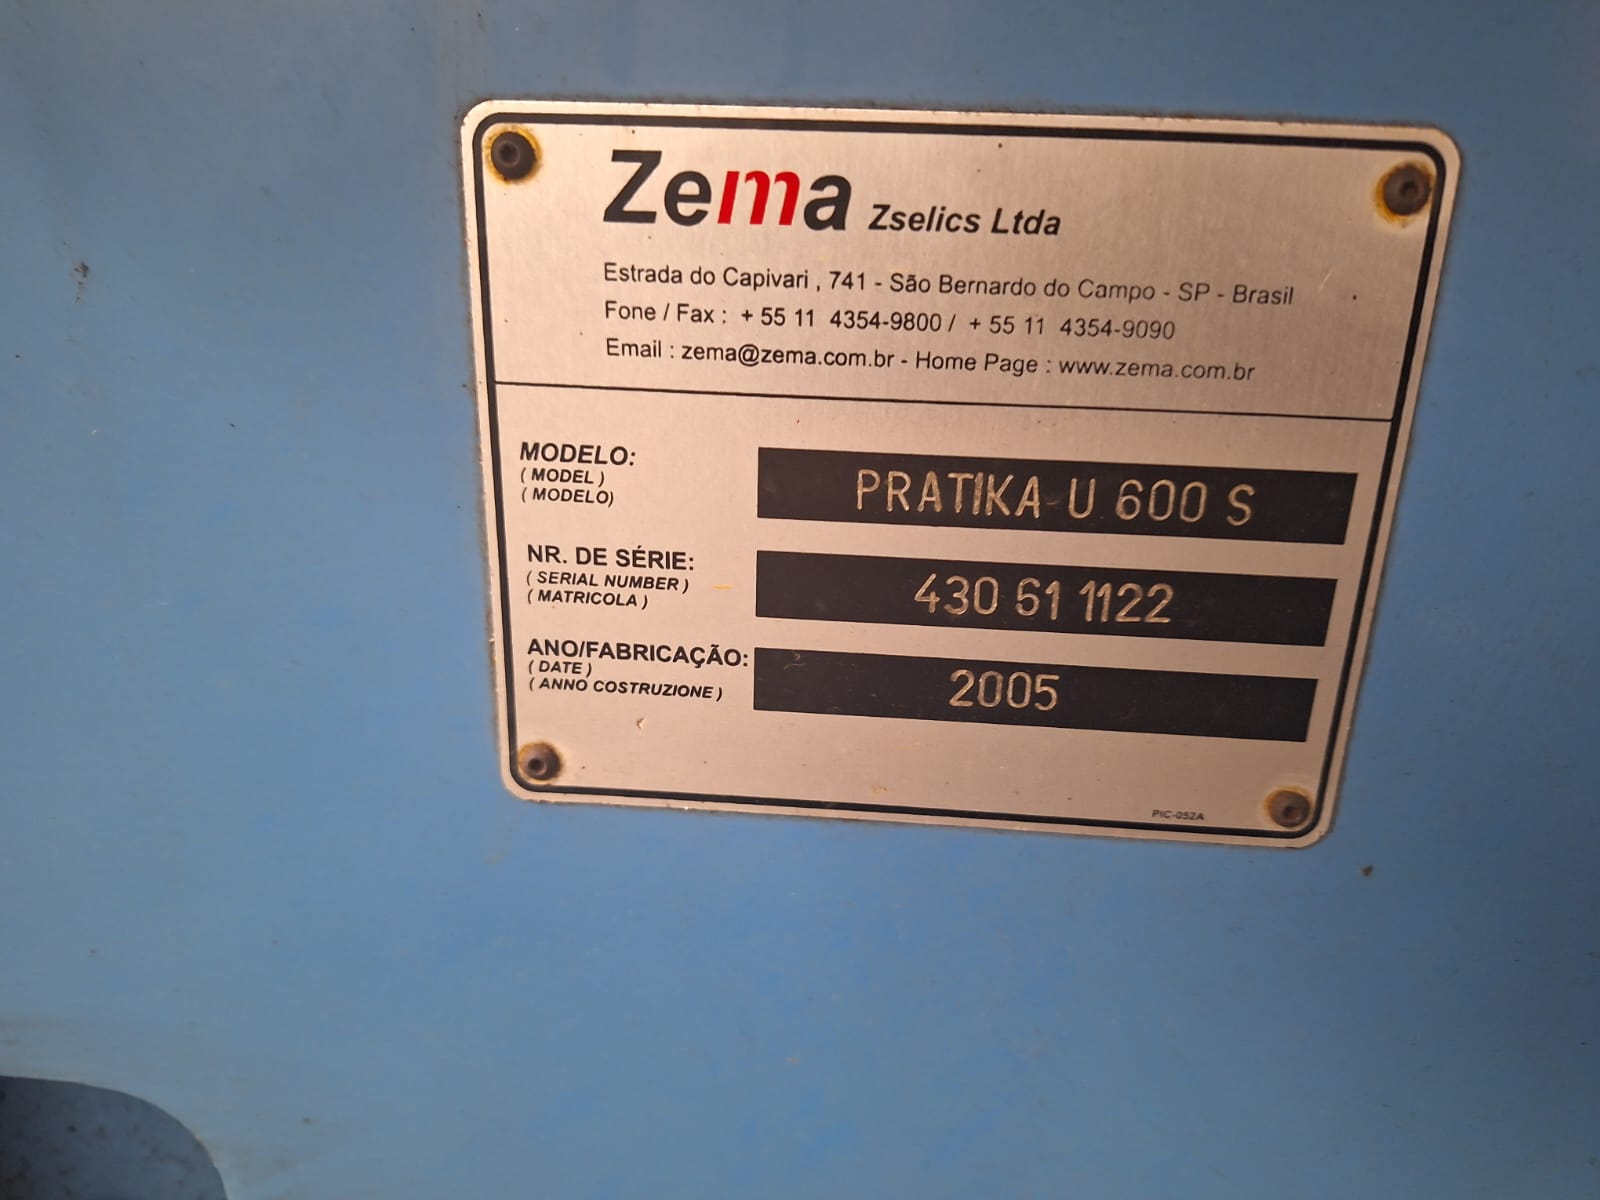 Zema Zselics Ltda
Estrada do Capivari , 741 - São Bernardo do Campo - SP - Brasil
Fone / Fax : + 55 11 4354-9800 / + 55 11 4354-9090
Email : zema@zema.com.br - Home Page : www.zema.com.br
MODELO:
( MODEL )
( MODELO)
PRATIKA U 600 S
NR. DE SÉRIE:
( SERIAL NUMBER )
( MATRICOLA )
430 61 1122
ANO/FABRICAÇÃO:
( DATE )
( ANNO COSTRUZIONE )
2005
PIC-052A